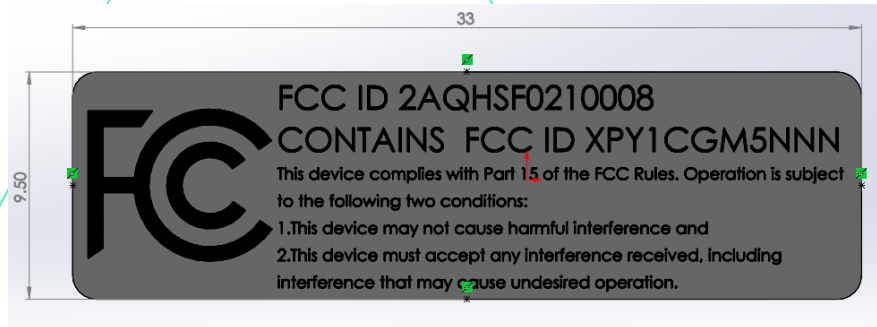 33
9.50
FC
FCC ID 2AQHSF0210008
CONTAINS  FCC ID XPY1CGM5NNN
This device complies with Part 15 of the FCC Rules. Operation is subject
to the following two conditions:
1.This device may not cause harmful interference and
2.This device must accept any interference received, including
interference that may cause undesired operation.